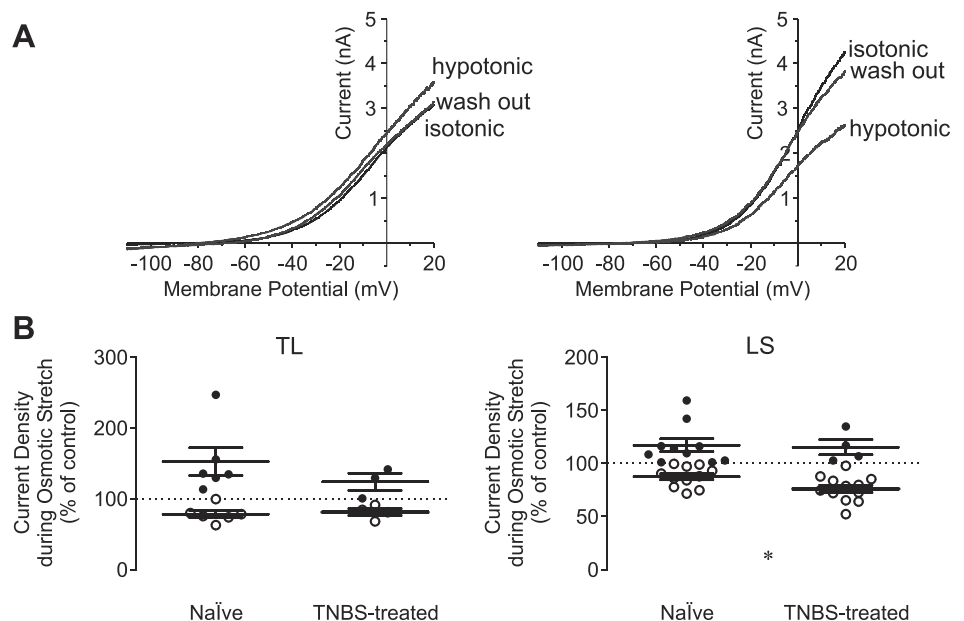 A
Current (nA)
5
4
3
2
1
hypotonic
wash out
isotonic
-100 -80 -60 -40 -20 0 20
Membrane Potential (mV)
Current (nA)
5
4
3
2
1
isotonic
wash out
hypotonic
-100 -80 -60 -40 -20 0 20
Membrane Potential (mV)
B
TL
Current Density
during Osmotic Stretch
(% of control)
300
200
100
0
NaÏve TNBS-treated
LS
Current Density
during Osmotic Stretch
(% of control)
200
150
100
50
0
*
NaÏve TNBS-treated